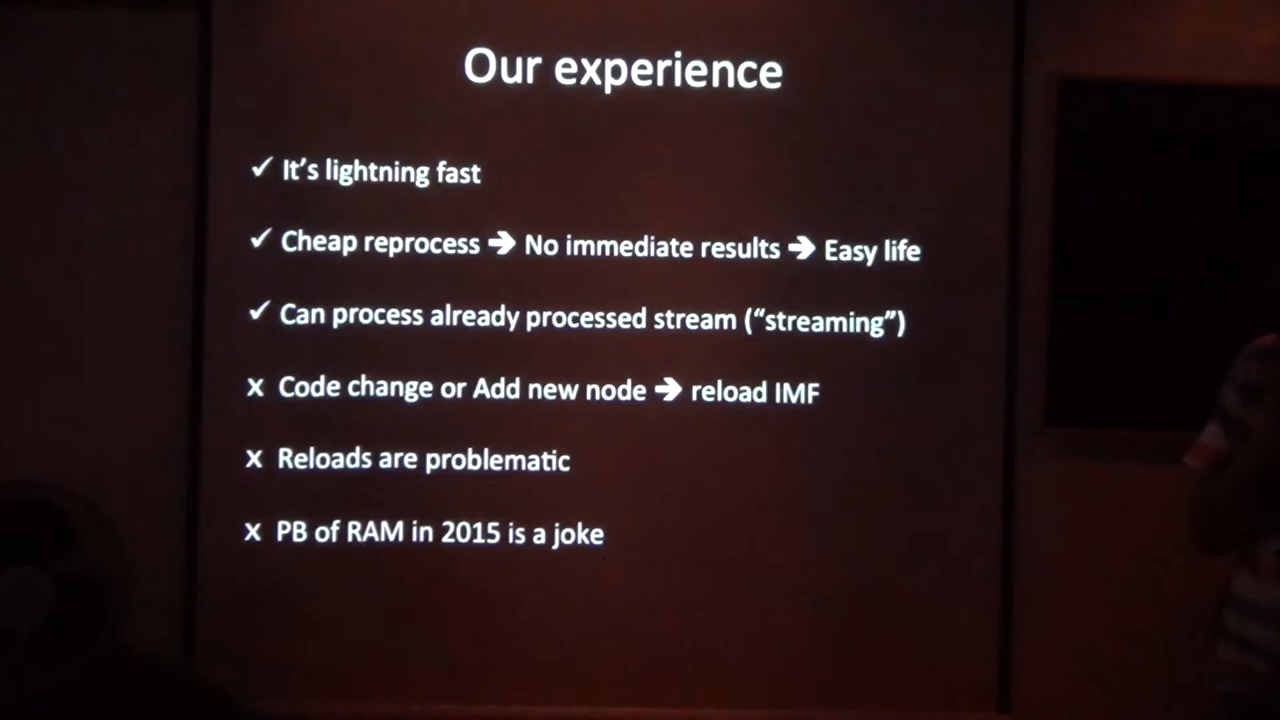 Our experience
✓ It's lightning fast
✓ Cheap reprocess ➔ No immediate results ➔ Easy life
✓ Can process already processed stream (“streaming”)
x Code change or Add new node ➔ reload IMF
x Reloads are problematic
x PB of RAM in 2015 is a joke